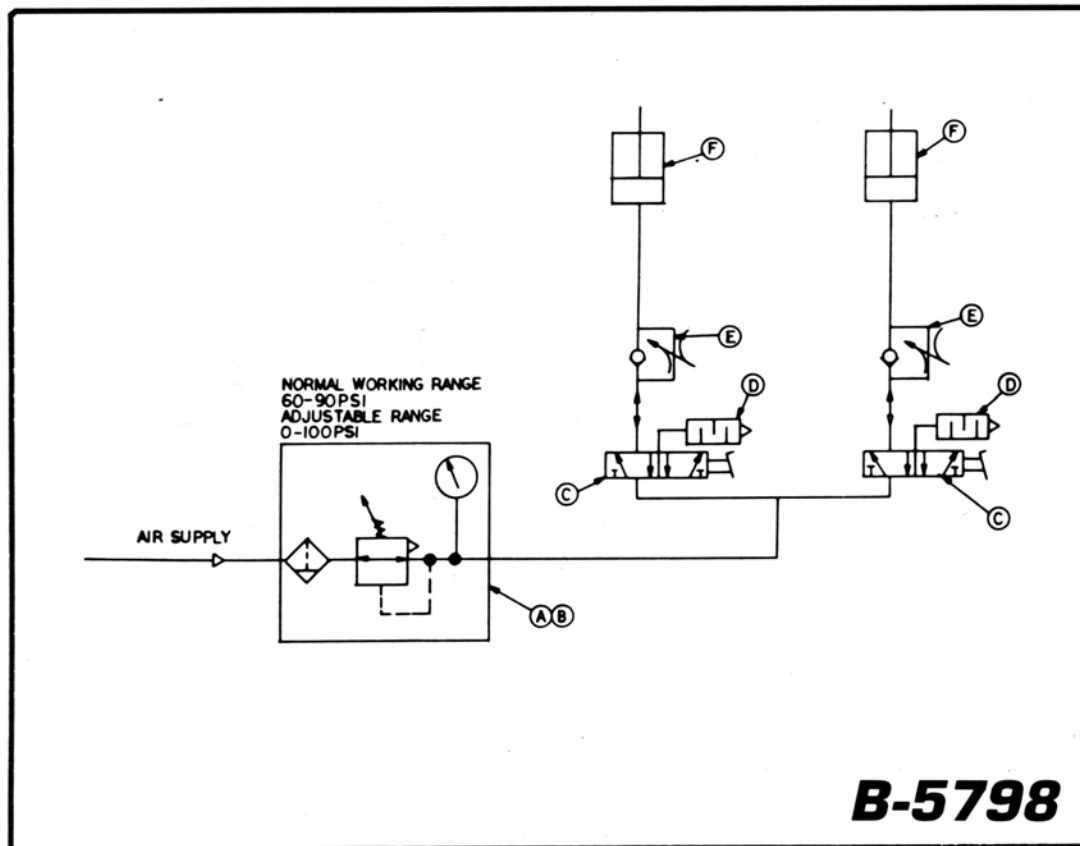 F
F
E
E
NORMAL WORKING RANGE
60-90PSI
ADJUSTABLE RANGE
0-100PSI
D
D
C
C
AIR SUPPLY
A B
B-5798